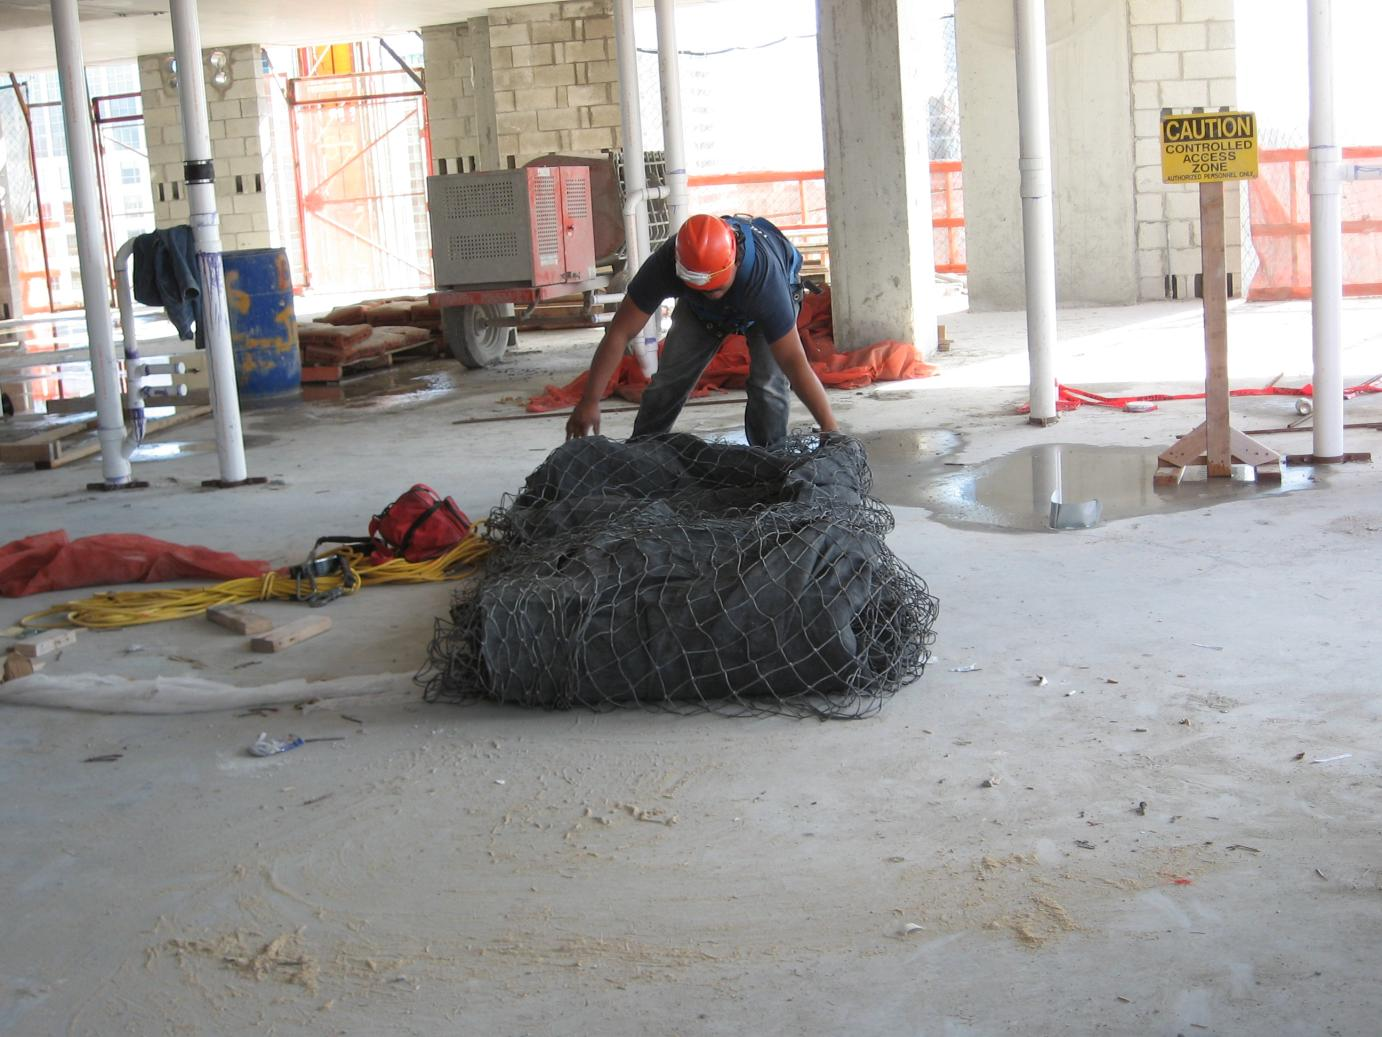 CAUTION
CONTROLLED
ACCESS
ZONE
AUTHORIZED PERSONNEL ONLY